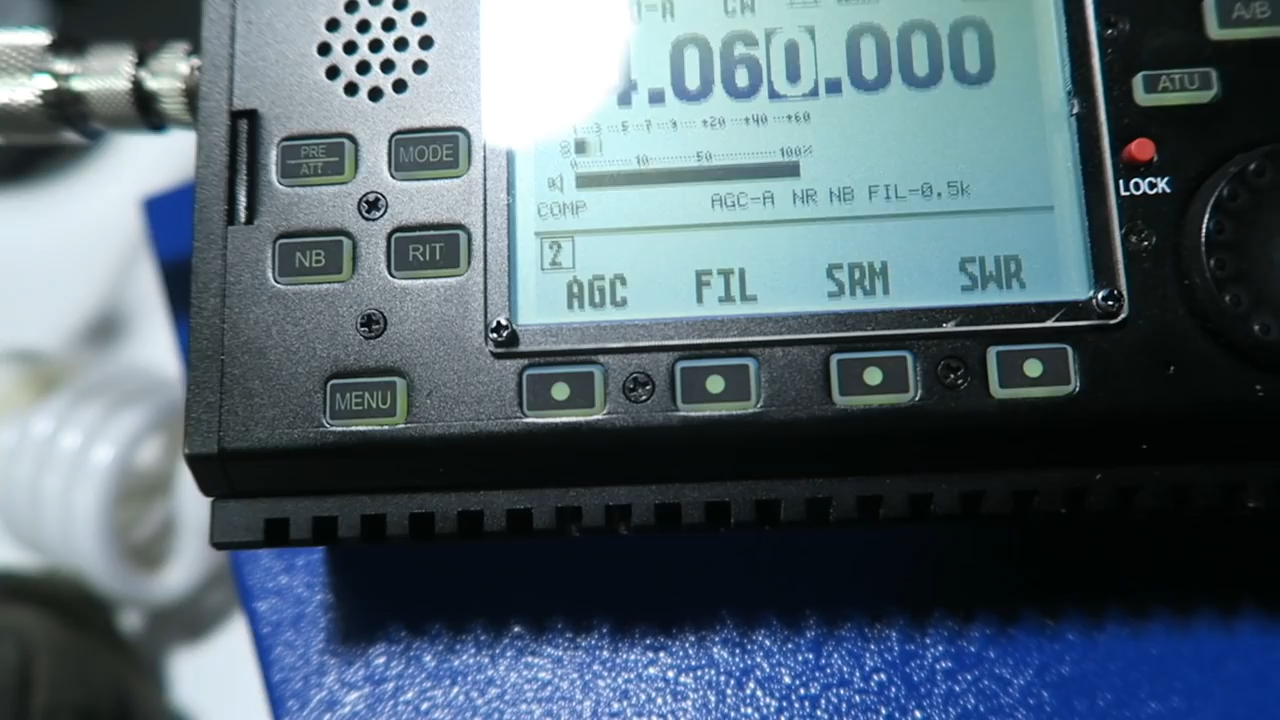 CW
A/B
.060.000
ATU
1 3 5 7 9 +20 +40 +60
S
PRE
ATT
MODE
0 10 50 100%
LOCK
COMP
AGC-A NR NB FIL-0.5k
NB
RIT
2
AGC FIL SRM SWR
MENU